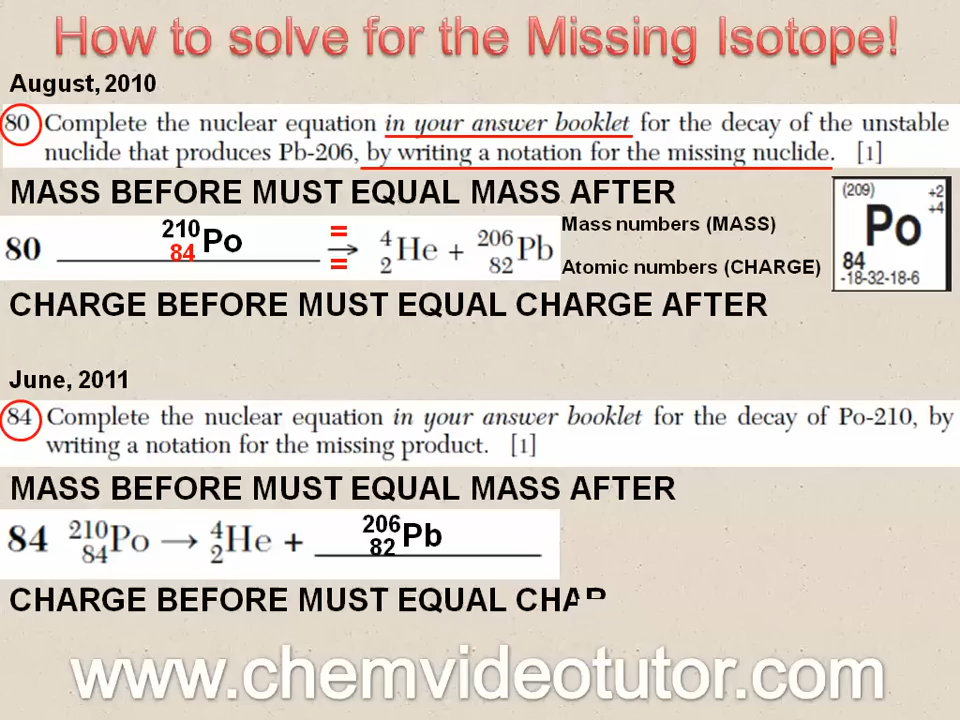 How to solve for the Missing Isotope!
August, 2010
80 Complete the nuclear equation in your answer booklet for the decay of the unstable
nuclide that produces Pb-206, by writing a notation for the missing nuclide. [1]
MASS BEFORE MUST EQUAL MASS AFTER
80 210 84 Po = → = 4 2 He + 206 82 Pb
Mass numbers (MASS)
Atomic numbers (CHARGE)
(209) +2
+4
Po
84
-18-32-18-6
CHARGE BEFORE MUST EQUAL CHARGE AFTER
June, 2011
84 Complete the nuclear equation in your answer booklet for the decay of Po-210, by
writing a notation for the missing product. [1]
MASS BEFORE MUST EQUAL MASS AFTER
84 210 84 Po → 4 2 He + 206 82 Pb
CHARGE BEFORE MUST EQUAL CHA
www.chemvideotutor.com